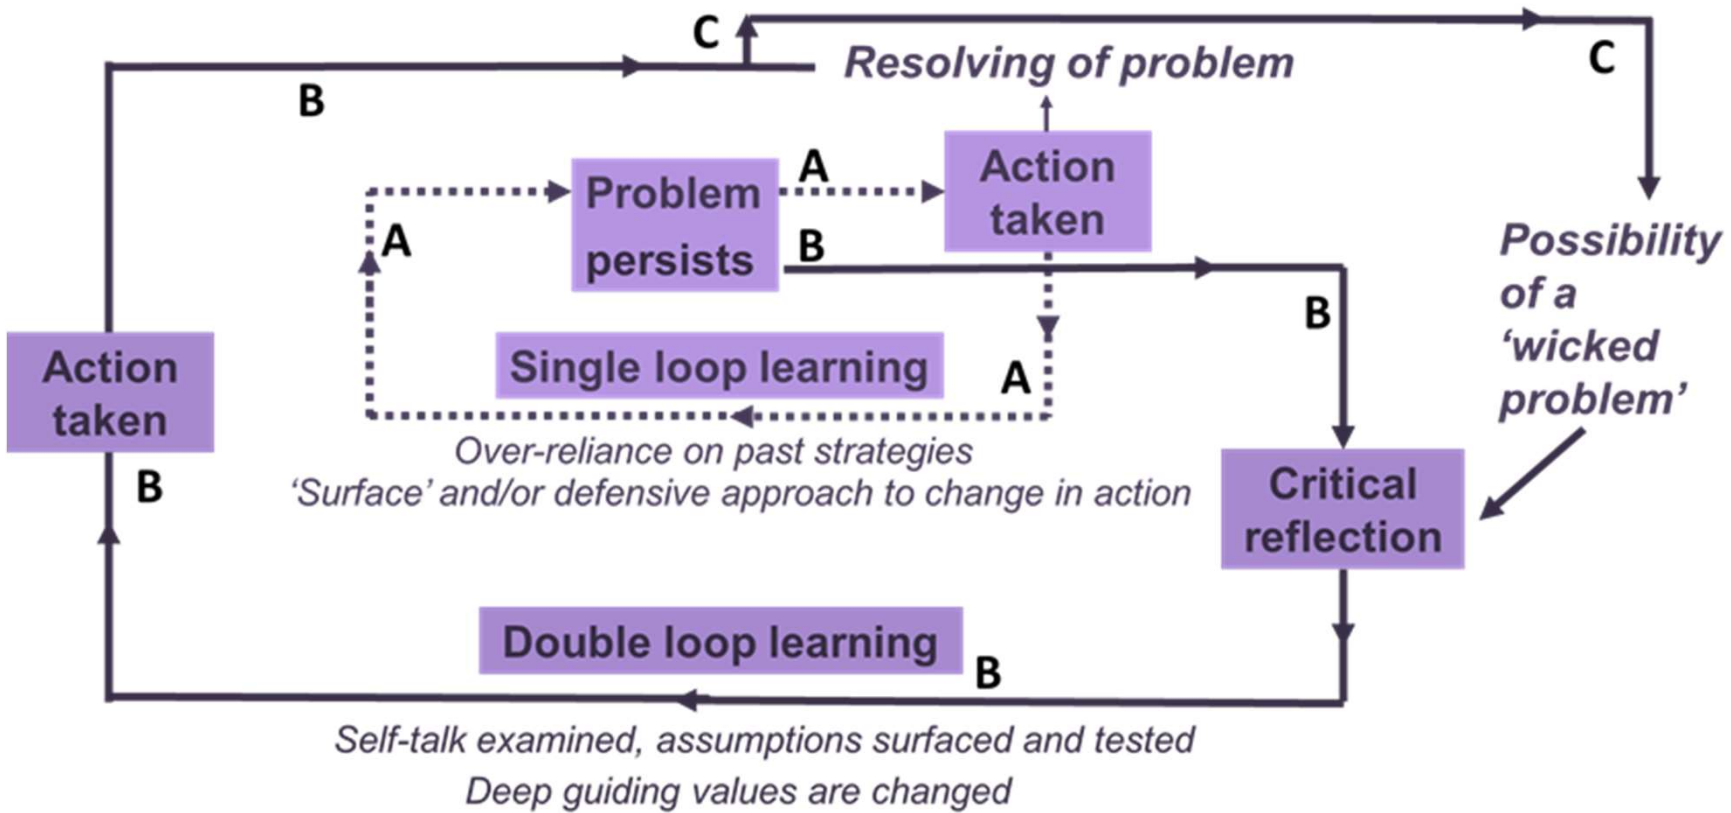 C
Resolving of problem
C
B
Problem
persists
A
Action
taken
A
B
B
Possibility
of a
‘wicked
problem’
Action
taken
Single loop learning
A
Over-reliance on past strategies
‘Surface’ and/or defensive approach to change in action
B
Critical
reflection
Double loop learning
B
Self-talk examined, assumptions surfaced and tested
Deep guiding values are changed